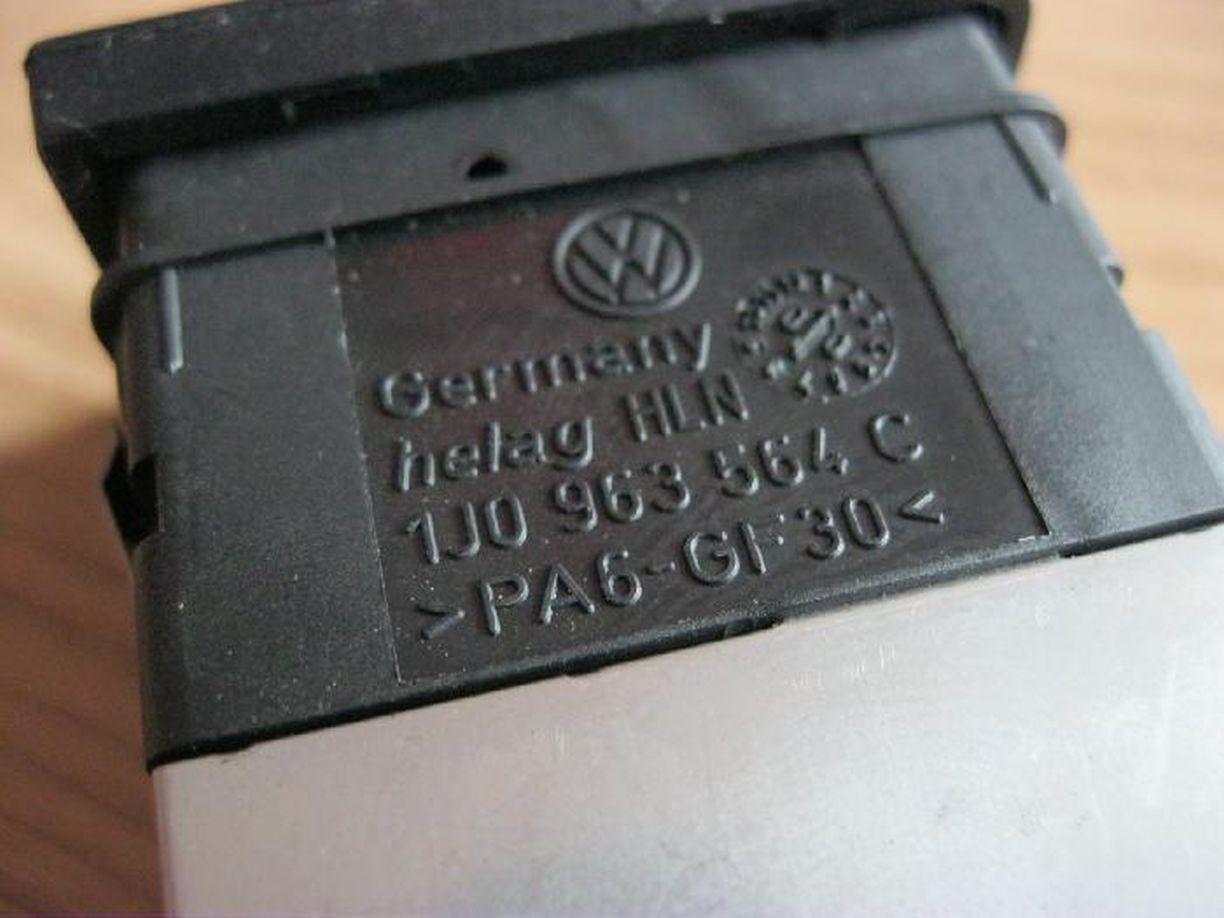 Germany
helag HLN
1J0 963 564 C
>PA6-GF30<